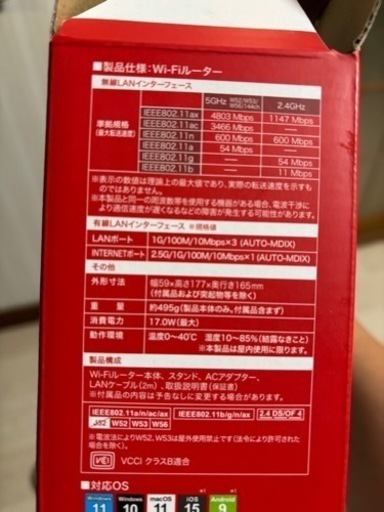 ■製品仕様:Wi-Fiルーター
無線LANインターフェース
準拠規格
(最大転送速度)
5GHz W52/W53/W56/144ch 2.4GHz
IEEE802.11ax 4803 Mbps 1147 Mbps
IEEE802.11ac 3466 Mbps —
IEEE802.11n 600 Mbps 600 Mbps
IEEE802.11a 54 Mbps —
IEEE802.11g — 54 Mbps
IEEE802.11b — 11 Mbps
※表示の数値は理論上の最大値であり、実際の転送速度を示すものではありません。
※本製品と同一の周波数帯を使用する機器がある場合、電波干渉により通信速度が遅くなるなどの障害が発生する可能性があります。
有線LANインターフェース ※規格値
LANポート 1G/100M/10Mbps×3 (AUTO-MDIX)
INTERNETポート 2.5G/1G/100M/10Mbps×1 (AUTO-MDIX)
その他
外形寸法 幅59×高さ177×奥行き165mm
(付属品および突起物等を除く)
質量 約495g(製品本体のみ、付属品含まず)
消費電力 17.0W(最大)
動作環境 温度0~40℃ 湿度10~85%(結露なきこと)
※本製品は屋内使用に限ります。
製品構成
Wi-Fiルーター本体、スタンド、ACアダプター、
LANケーブル(2m)、取扱説明書(保証書)
※付属品の内容は予告なしに変更する場合があります。
IEEE802.11a/n/ac/ax IEEE802.11b/g/n/ax 2.4 DS/OF 4
J52 W52 W53 W56
※電波法によりW52、W53は屋外使用禁止です(法令により許可された場合を除く)。
VCCI クラスB適合
■対応OS
Windows 11 Windows 10 macOS 11 iOS 15 Android 9